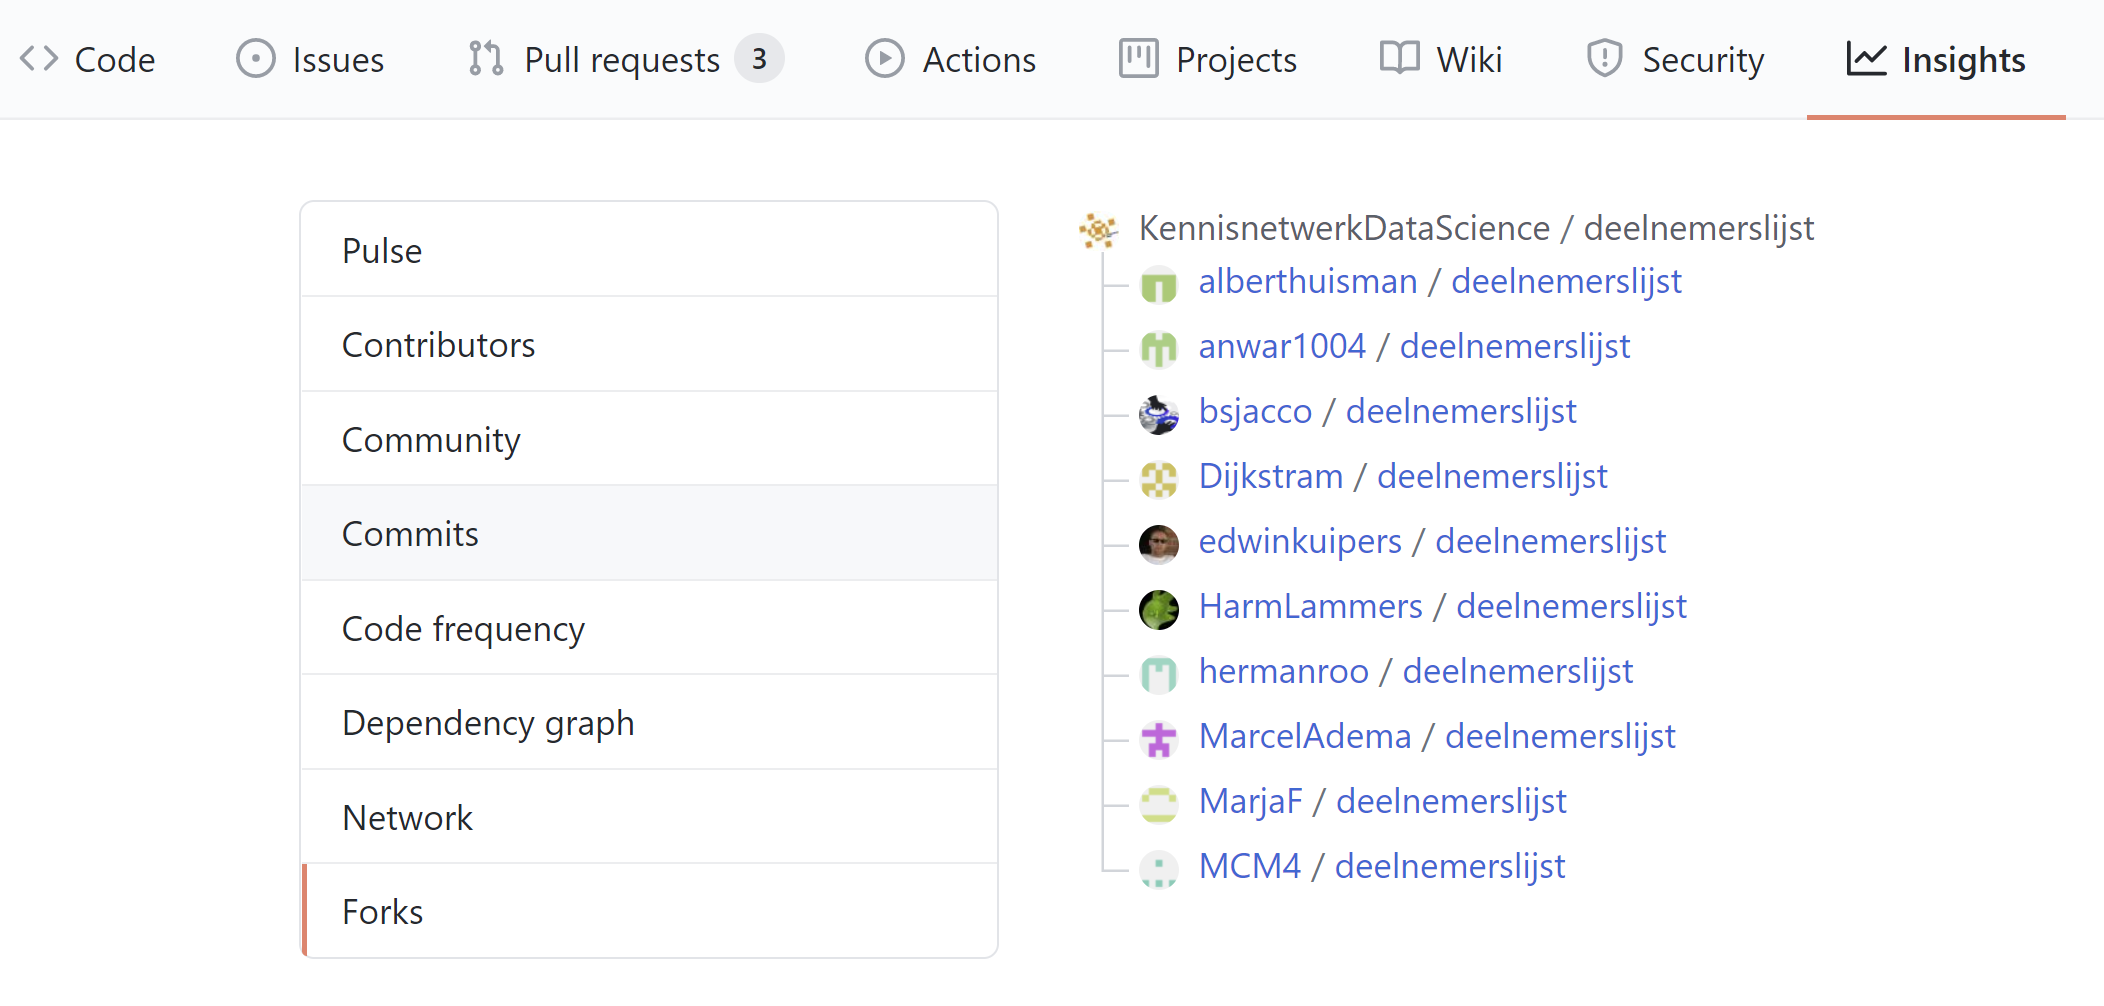 Code Issues Pull requests 3 Actions Projects Wiki Security Insights
Pulse
Contributors
Community
Commits
Code frequency
Dependency graph
Network
Forks
KennisnetwerkDataScience / deelnemerslijst
alberthuisman / deelnemerslijst
anwar1004 / deelnemerslijst
bsjacco / deelnemerslijst
Dijkstram / deelnemerslijst
edwinkuipers / deelnemerslijst
HarmLammers / deelnemerslijst
hermanroo / deelnemerslijst
MarcelAdema / deelnemerslijst
MarjaF / deelnemerslijst
MCM4 / deelnemerslijst